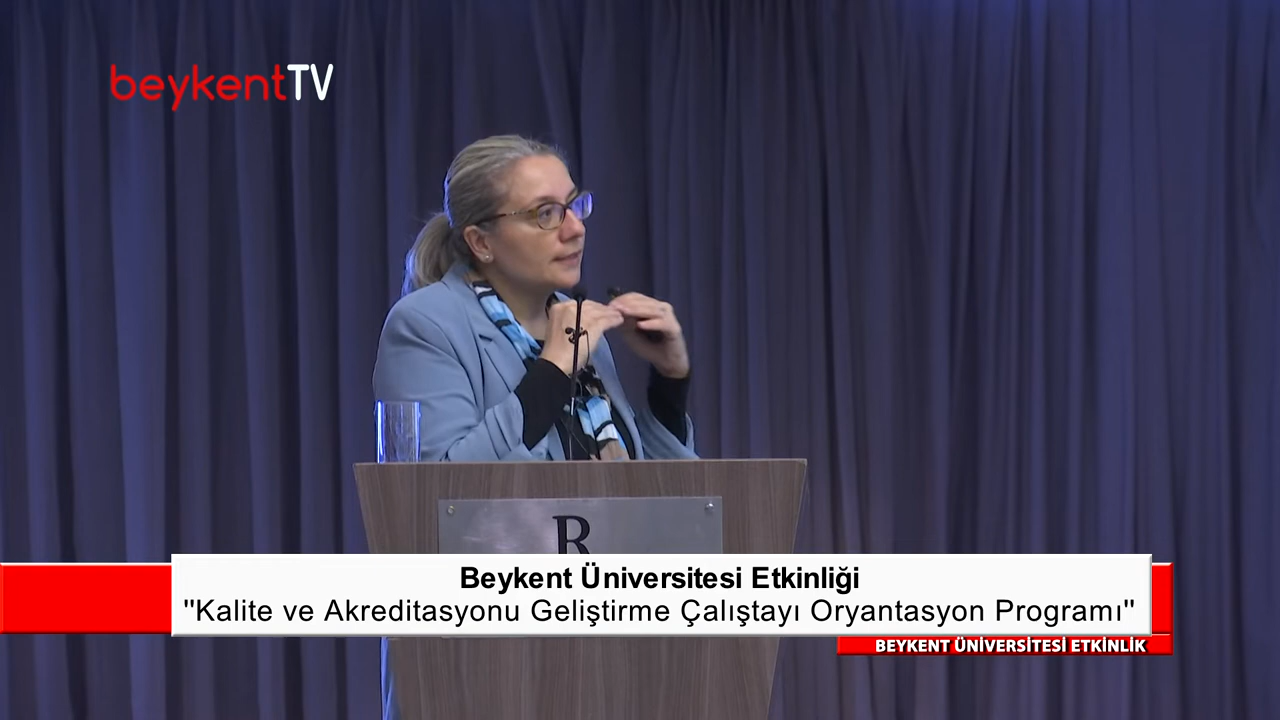 beykentTV
R
Beykent Üniversitesi Etkinliği
"Kalite ve Akreditasyonu Geliştirme Çalıştayı Oryantasyon Programı"
BEYKENT ÜNİVERSİTESİ ETKİNLİK